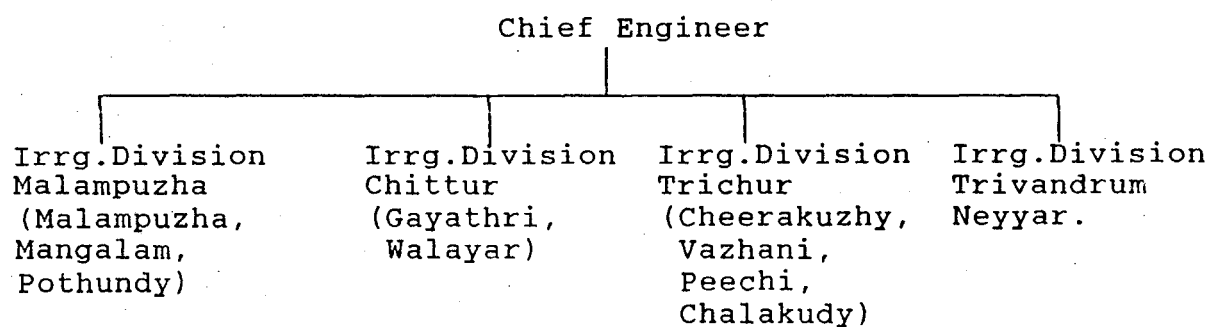 Chief Engineer
Irrg.Division
Malampuzha
(Malampuzha,
Mangalam,
Pothundy)
Irrg.Division
Chittur
(Gayathri,
Walayar)
Irrg.Division
Trichur
(Cheerakuzhy,
Vazhani,
Peechi,
Chalakudy)
Irrg.Division
Trivandrum
Neyyar.